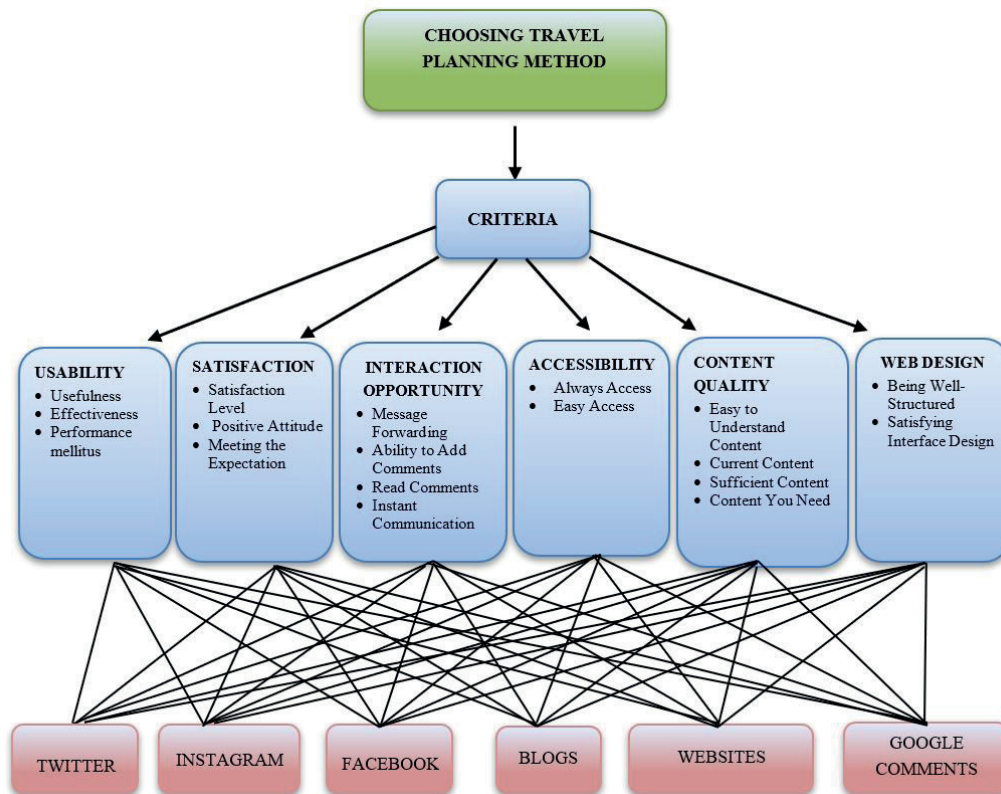 CHOOSING TRAVEL
PLANNING METHOD
CRITERIA
USABILITY
• Usefulness
• Effectiveness
• Performance
mellitus
SATISFACTION
• Satisfaction
Level
• Positive Attitude
• Meeting the
Expectation
INTERACTION
OPPORTUNITY
• Message
Forwarding
• Ability to Add
Comments
• Read Comments
• Instant
Communication
ACCESSIBILITY
• Always Access
• Easy Access
CONTENT
QUALITY
• Easy to
Understand
Content
• Current Content
• Sufficient Content
• Content You Need
WEB DESIGN
• Being Well-
Structured
• Satisfying
Interface Design
TWITTER
INSTAGRAM
FACEBOOK
BLOGS
WEBSITES
GOOGLE
COMMENTS